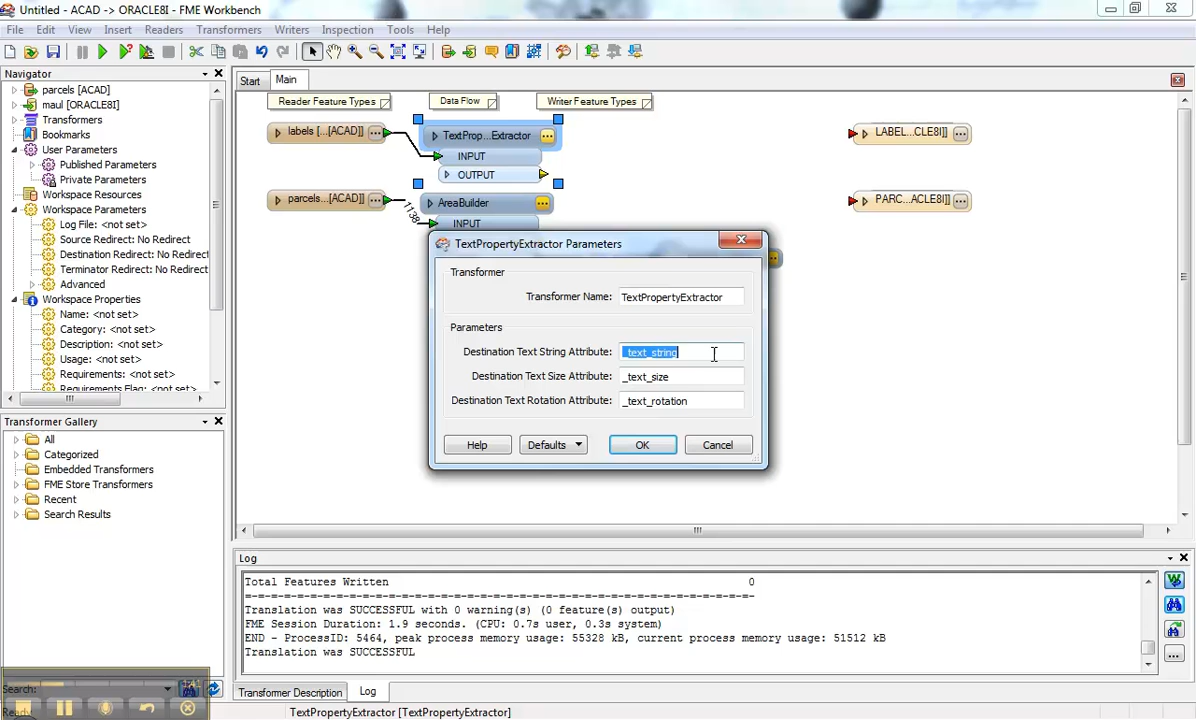 Untitled - ACAD -> ORACLE8I - FME Workbench
File Edit View Insert Readers Transformers Writers Inspection Tools Help
Navigator
parcels [ACAD]
maul [ORACLE8I]
Transformers
Bookmarks
User Parameters
Published Parameters
Private Parameters
Workspace Resources
Workspace Parameters
Log File: <not set>
Source Redirect: No Redirect
Destination Redirect: No Redirect
Terminator Redirect: No Redirect
Advanced
Workspace Properties
Name: <not set>
Category: <not set>
Description: <not set>
Usage: <not set>
Requirements: <not set>
Requirements Flag: <not set>
Transformer Gallery
All
Categorized
Embedded Transformers
FME Store Transformers
Recent
Search Results
Search:
Start Main
Reader Feature Types Data Flow Writer Feature Types
labels [...[ACAD]] ... TextProp...Extractor ... LABEL...CLE8I]] ...
INPUT
OUTPUT
parcels...[ACAD]] ... AreaBuilder ... PARC...ACLE8I]] ...
1138
INPUT
TextPropertyExtractor Parameters
Transformer
Transformer Name: TextPropertyExtractor
Parameters
Destination Text String Attribute: _text_string
Destination Text Size Attribute: _text_size
Destination Text Rotation Attribute: _text_rotation
Help Defaults OK Cancel
Log
Total Features Written 0
=-=-=-=-=-=-=-=-=-=-=-=-=-=-=-=-=-=-=-=-=-=-=-=-=-=-=-=-=-=-=-=-=-=-=-=-
Translation was SUCCESSFUL with 0 warning(s) (0 feature(s) output)
FME Session Duration: 1.9 seconds. (CPU: 0.7s user, 0.3s system)
END - ProcessID: 5464, peak process memory usage: 55328 kB, current process memory usage: 51512 kB
Translation was SUCCESSFUL
Transformer Description Log
TextPropertyExtractor [TextPropertyExtractor]